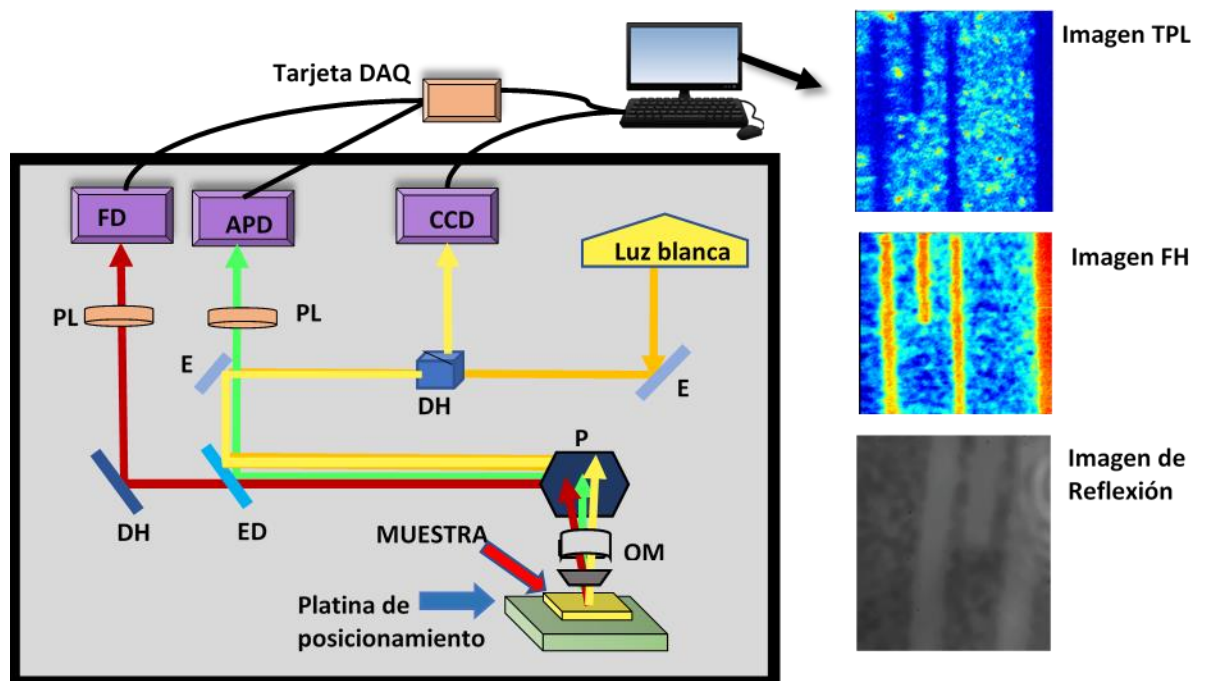 Tarjeta DAQ
FD
APD
CCD
Luz blanca
PL
PL
E
DH
E
P
DH
ED
MUESTRA
OM
Platina de
posicionamiento
Imagen TPL
Imagen FH
Imagen de
Reflexión